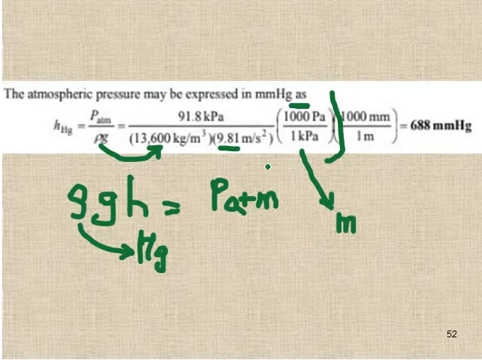 The atmospheric pressure may be expressed in mmHg as
h_Hg = P_atm / ρg = 91.8 kPa / (13,600 kg/m³)(9.81 m/s²) (1000 Pa / 1 kPa) (1000 mm / 1 m) = 688 mmHg
ρgh = Patm
m
Hg
52